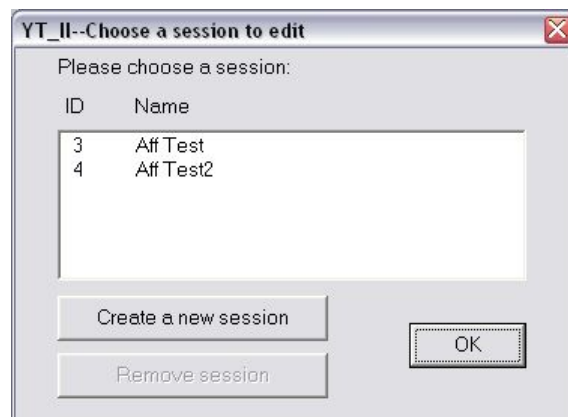 YT_II--Choose a session to edit
Please choose a session:
ID Name
3 Aff Test
4 Aff Test2
Create a new session
OK
Remove session